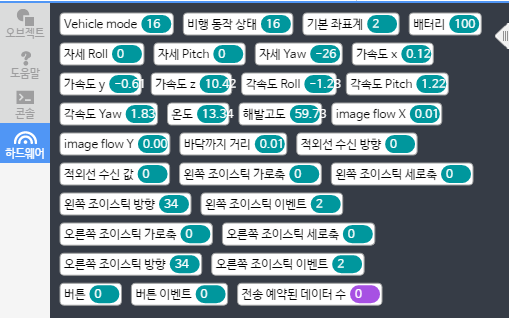 오브젝트
도움말
콘솔
하드웨어
Vehicle mode 16 비행 동작 상태 16 기본 좌표계 2 배터리 100
자세 Roll 0 자세 Pitch 0 자세 Yaw -26 가속도 x 0.12
가속도 y -0.61 가속도 z 10.42 각속도 Roll -1.23 각속도 Pitch 1.22
각속도 Yaw 1.83 온도 13.34 해발고도 59.73 image flow X 0.01
image flow Y 0.00 바닥까지 거리 0.01 적외선 수신 방향 0
적외선 수신 값 0 왼쪽 조이스틱 가로축 0 왼쪽 조이스틱 세로축 0
왼쪽 조이스틱 방향 34 왼쪽 조이스틱 이벤트 2
오른쪽 조이스틱 가로축 0 오른쪽 조이스틱 세로축 0
오른쪽 조이스틱 방향 34 오른쪽 조이스틱 이벤트 2
버튼 0 버튼 이벤트 0 전송 예약된 데이터 수 0